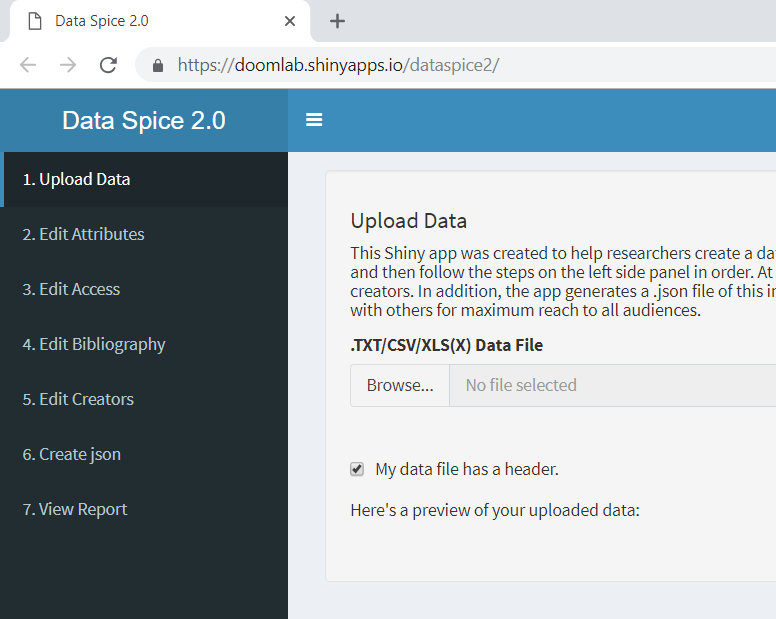 Data Spice 2.0
https://doomlab.shinyapps.io/dataspice2/
Data Spice 2.0
1. Upload Data
2. Edit Attributes
3. Edit Access
4. Edit Bibliography
5. Edit Creators
6. Create json
7. View Report
Upload Data
This Shiny app was created to help researchers create a da
and then follow the steps on the left side panel in order. At
creators. In addition, the app generates a .json file of this i
with others for maximum reach to all audiences.
.TXT/CSV/XLS(X) Data File
Browse... No file selected
My data file has a header.
Here's a preview of your uploaded data: